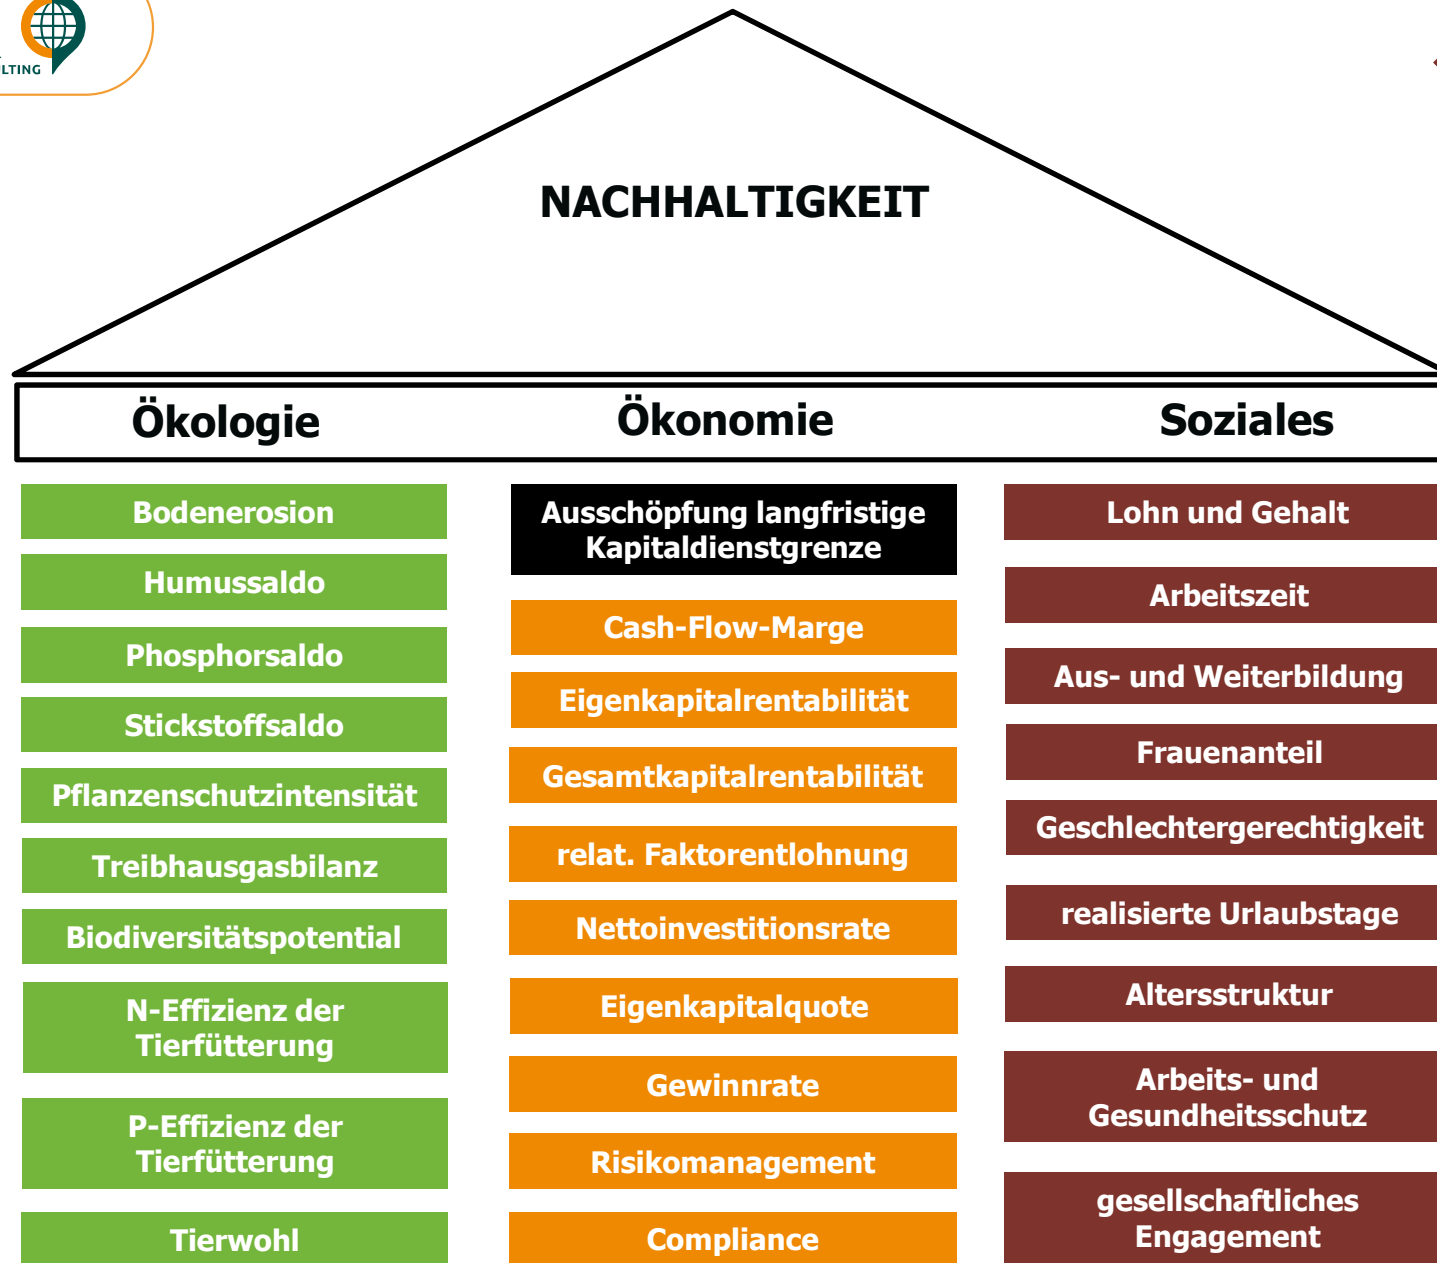 NACHHALTIGKEIT
Ökologie
Ökonomie
Soziales
Bodenerosion
Humussaldo
Phosphorsaldo
Stickstoffsaldo
Pflanzenschutzintensität
Treibhausgasbilanz
Biodiversitätspotential
N-Effizienz der
Tierfütterung
P-Effizienz der
Tierfütterung
Tierwohl
Ausschöpfung langfristige
Kapitaldienstgrenze
Cash-Flow-Marge
Eigenkapitalrentabilität
Gesamtkapitalrentabilität
relat. Faktorentlohnung
Nettoinvestitionsrate
Eigenkapitalquote
Gewinnrate
Risikomanagement
Compliance
Lohn und Gehalt
Arbeitszeit
Aus- und Weiterbildung
Frauenanteil
Geschlechtergerechtigkeit
realisierte Urlaubstage
Altersstruktur
Arbeits- und
Gesundheitsschutz
gesellschaftliches
Engagement